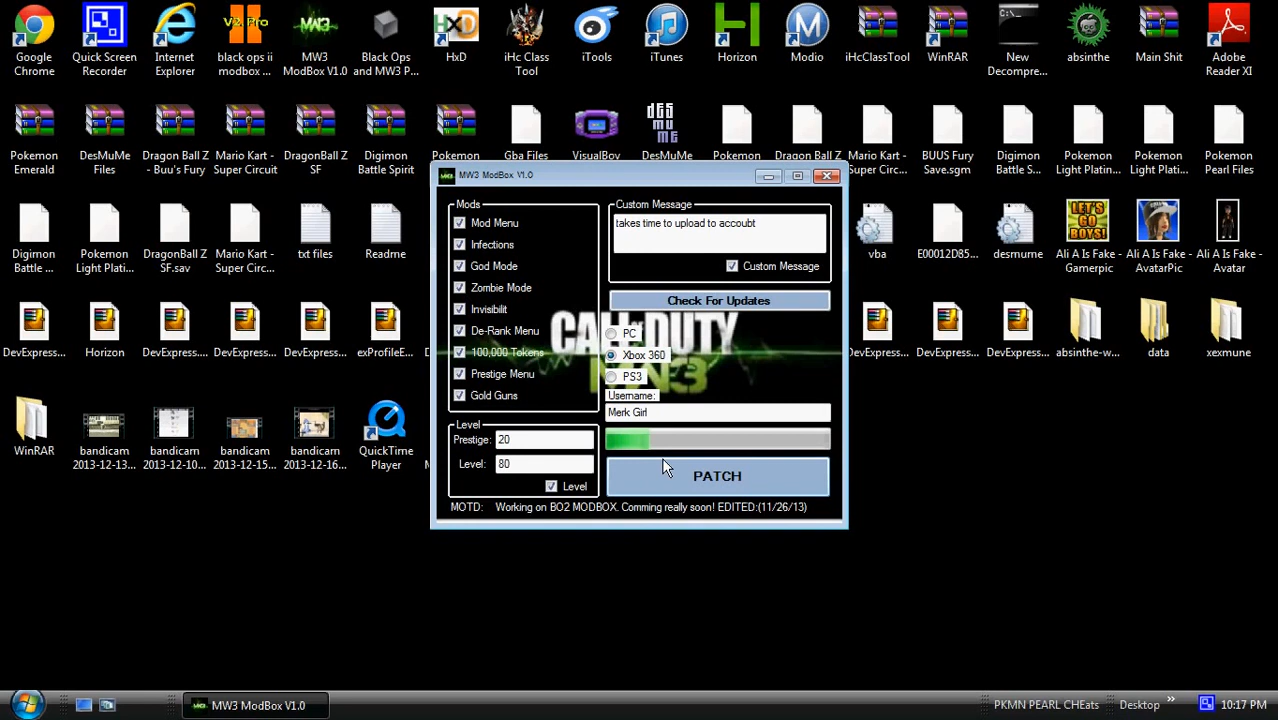 V2 Pro
Google Chrome
Quick Screen Recorder
Internet Explorer
black ops ii modbox ...
MW3 ModBox V1.0
Black Ops and MW3 P...
HxD
iHc Class Tool
iTools
iTunes
Horizon
Modio
iHcClassTool
WinRAR
C:\_
New Decompre...
absinthe
Main Shit
Adobe Reader XI
Pokemon Emerald
DesMuMe Files
Dragon Ball Z - Buu's Fury
Mario Kart - Super Circuit
DragonBall Z SF
Digimon Battle Spirit
Pokemon
Gba Files
VisualBoy
DesMuMe
Pokemon
Dragon Ball Z
Mario Kart - Super Circ...
BUUS Fury Save.sgm
Digimon Battle S...
Pokemon Light Platin...
Pokemon Light Plati...
Pokemon Pearl Files
Digimon Battle ...
Pokemon Light Plati...
DragonBall Z SF.sav
Mario Kart - Super Circ...
txt files
Readme
vba
E00012D85...
desmume
LET'S GO BOYS!
Ali A Is Fake - Gamerpic
Ali A Is Fake - AvatarPic
Ali A Is Fake - Avatar
DevExpress...
Horizon
DevExpress...
DevExpress...
exProfileE...
DevExpre...
DevExpress...
DevExpress...
DevExpress...
absinthe-w...
data
xexmune
WinRAR
bandicam 2013-12-13...
bandicam 2013-12-10...
bandicam 2013-12-15...
bandicam 2013-12-16...
QuickTime Player
MW3 ModBox V1.0
Mods
Mod Menu
Infections
God Mode
Zombie Mode
Invisibilit
De-Rank Menu
100,000 Tokens
Prestige Menu
Gold Guns
Level
Prestige: 20
Level: 80
Level
Custom Message
takes time to upload to accoubt
Custom Message
Check For Updates
CALL OF DUTY
MW3
PC
Xbox 360
PS3
Username:
Merk Girl
PATCH
MOTD: Working on BO2 MODBOX. Comming really soon! EDITED:(11/26/13)
MW3 ModBox V1.0
PKMN PEARL CHEats
Desktop
10:17 PM